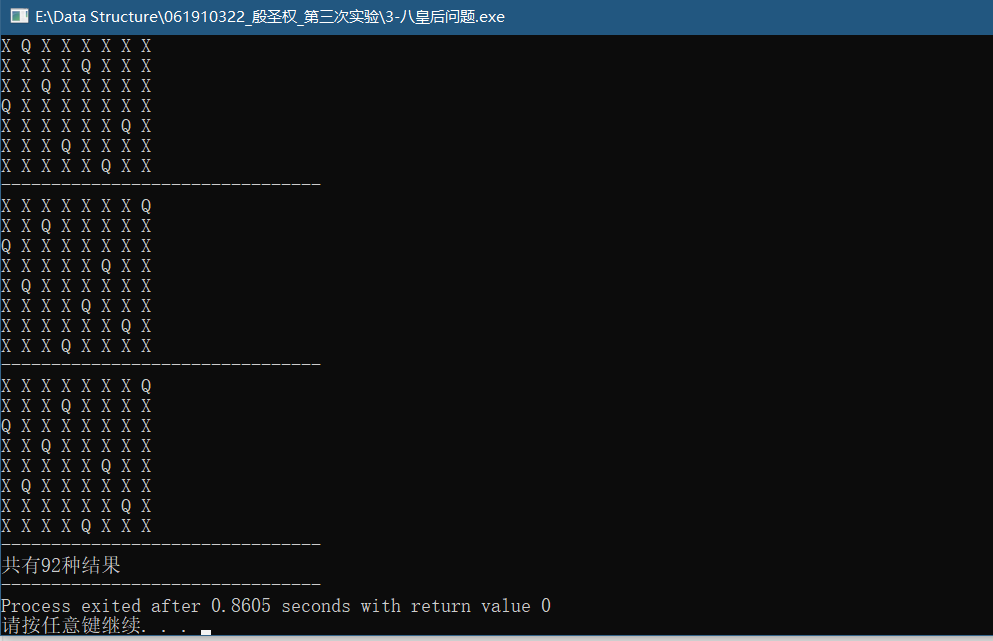 E:\Data Structure\061910322_殷圣权_第三次实验\3-八皇后问题.exe
X Q X X X X X X
X X X X Q X X X
X X Q X X X X X
Q X X X X X X X
X X X X X X Q X
X X X Q X X X X
X X X X X Q X X
--------------------------------
X X X X X X X Q
X X Q X X X X X
Q X X X X X X X
X X X X X Q X X
X Q X X X X X X
X X X X Q X X X
X X X X X X Q X
X X X Q X X X X
--------------------------------
X X X X X X X Q
X X X Q X X X X
Q X X X X X X X
X X Q X X X X X
X X X X X Q X X
X Q X X X X X X
X X X X X X Q X
X X X X Q X X X
--------------------------------
共有92种结果
--------------------------------
Process exited after 0.8605 seconds with return value 0
请按任意键继续. . .